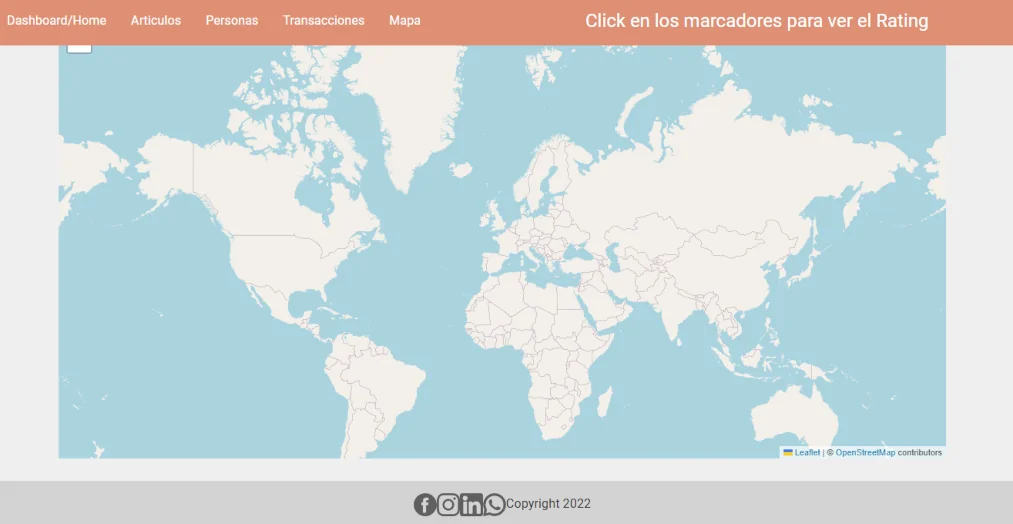 Dashboard/Home Articulos Personas Transacciones Mapa Click en los marcadores para ver el Rating
Leaflet | © OpenStreetMap contributors
Copyright 2022